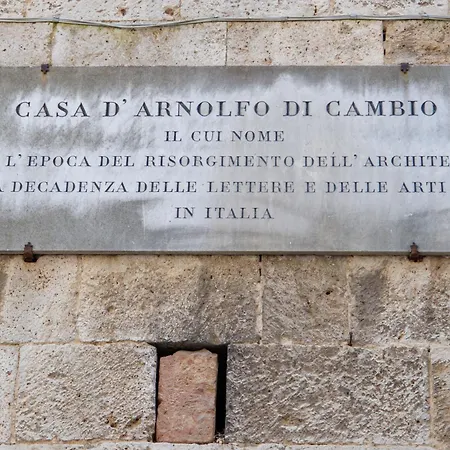 CASA D'ARNOLFO DI CAMBIO
IL CUI NOME
L'EPOCA DEL RISORGIMENTO DELL'ARCHITE
DECADENZA DELLE LETTERE E DELLE ARTI
IN ITALIA